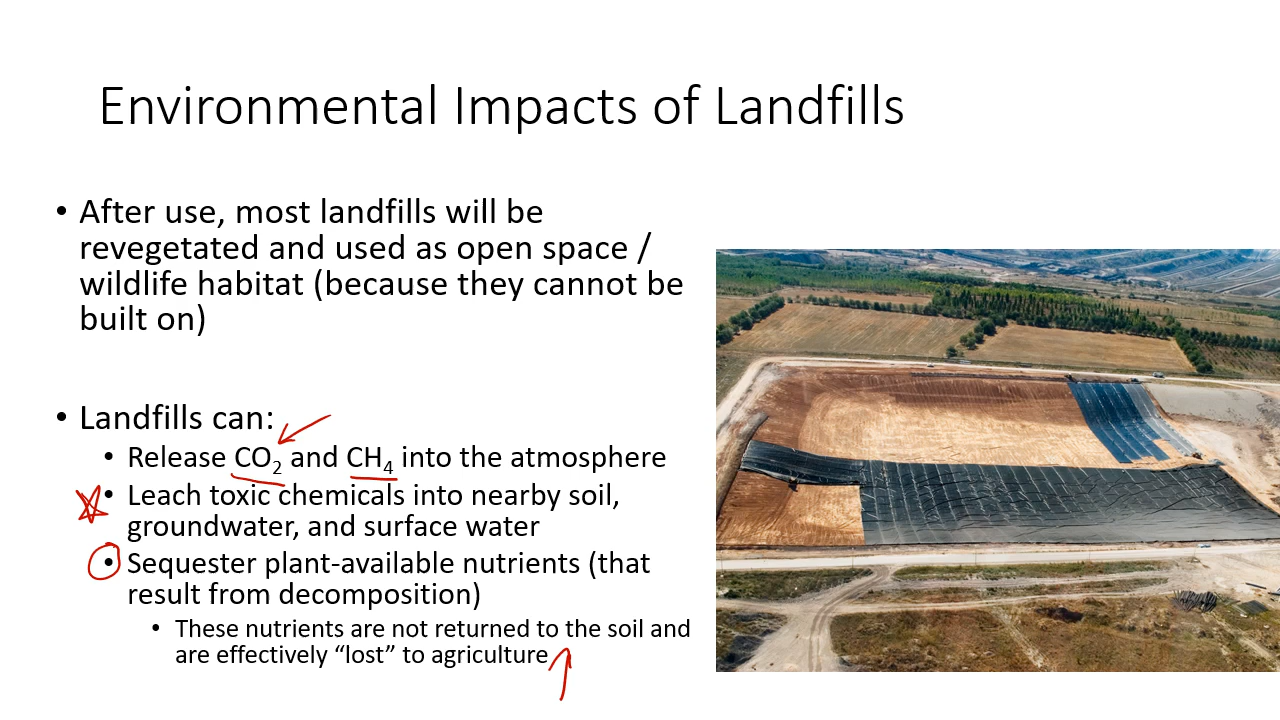 Environmental Impacts of Landfills
• After use, most landfills will be
revegetated and used as open space /
wildlife habitat (because they cannot be
built on)
• Landfills can:
• Release CO₂ and CH₄ into the atmosphere
• Leach toxic chemicals into nearby soil,
groundwater, and surface water
• Sequester plant-available nutrients (that
result from decomposition)
• These nutrients are not returned to the soil and
are effectively “lost” to agriculture